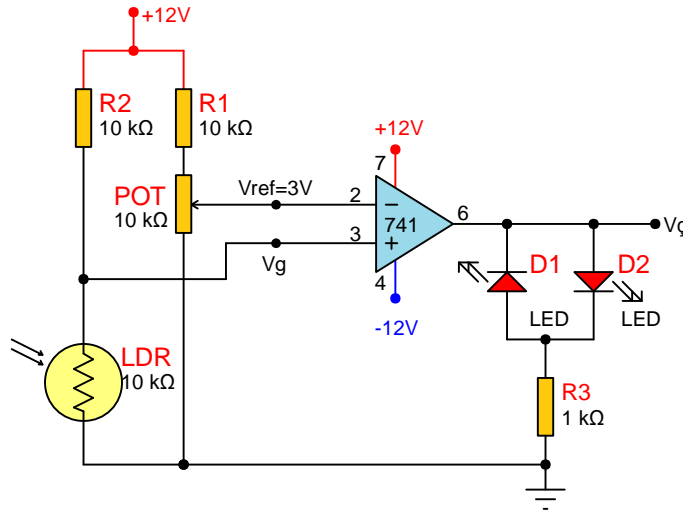 +12V
R2
10 kΩ
R1
10 kΩ
+12V
7
POT
10 kΩ
Vref=3V
2
741
6
Vç
3
Vg
4
-12V
D1
D2
LED
LED
LDR
10 kΩ
R3
1 kΩ